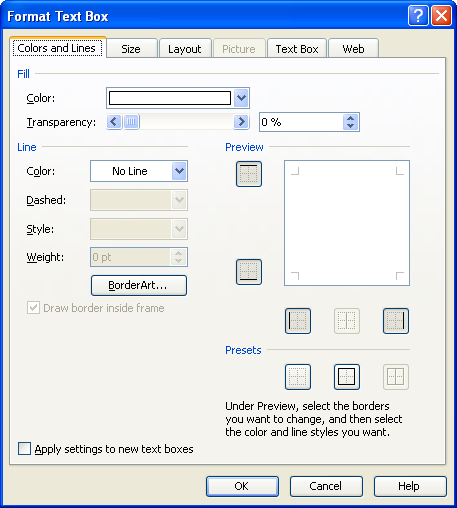 Format Text Box
Colors and Lines Size Layout Picture Text Box Web
Fill
Color:
Transparency: 0 %
Line Preview
Color: No Line
Dashed:
Style:
Weight: 0 pt
BorderArt...
Draw border inside frame
Presets
Under Preview, select the borders
you want to change, and then select
the color and line styles you want.
Apply settings to new text boxes
OK Cancel Help